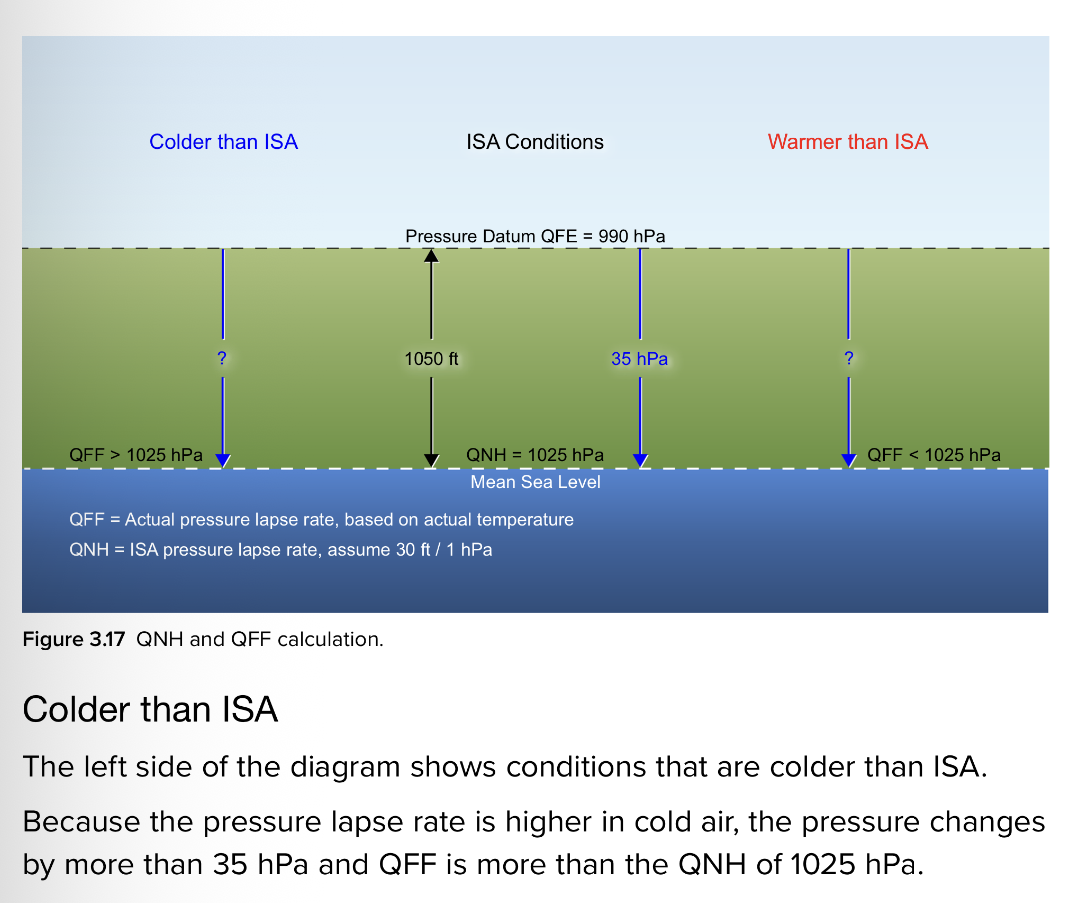 Colder than ISA
ISA Conditions
Warmer than ISA
Pressure Datum QFE = 990 hPa
?
1050 ft
35 hPa
?
QFF > 1025 hPa
QNH = 1025 hPa
QFF < 1025 hPa
Mean Sea Level
QFF = Actual pressure lapse rate, based on actual temperature
QNH = ISA pressure lapse rate, assume 30 ft / 1 hPa
Figure 3.17 QNH and QFF calculation.
Colder than ISA
The left side of the diagram shows conditions that are colder than ISA.
Because the pressure lapse rate is higher in cold air, the pressure changes
by more than 35 hPa and QFF is more than the QNH of 1025 hPa.